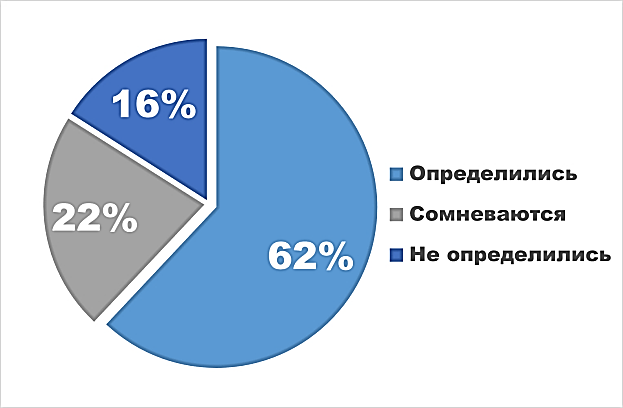 16%
22%
62%
Определились
Сомневаются
Не определились